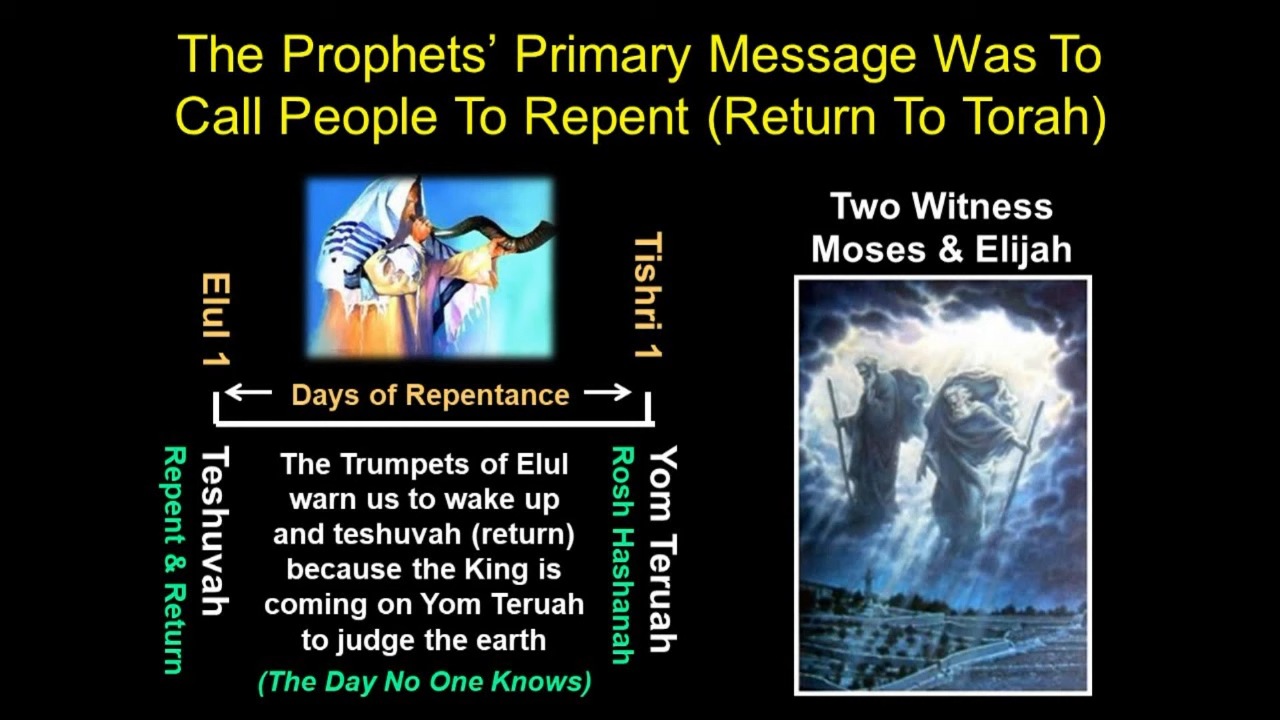 The Prophets’ Primary Message Was To
Call People To Repent (Return To Torah)
Two Witness
Moses & Elijah
Elul 1
Tishri 1
Days of Repentance
Repent & Return
Teshuvah
The Trumpets of Elul
warn us to wake up
and teshuvah (return)
because the King is
coming on Yom Teruah
to judge the earth
(The Day No One Knows)
Rosh Hashanah
Yom Teruah